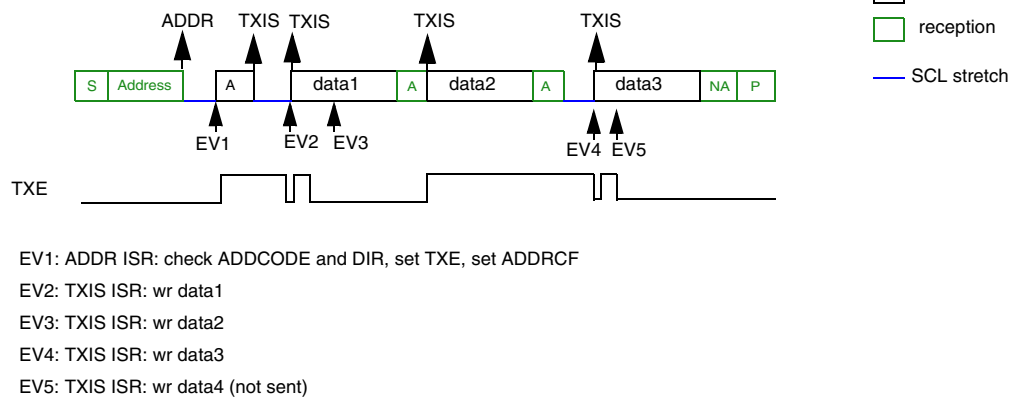 ADDR TXIS TXIS TXIS TXIS
reception
S Address A data1 A data2 A data3 NA P
SCL stretch
EV1 EV2 EV3 EV4 EV5
TXE
EV1: ADDR ISR: check ADDCODE and DIR, set TXE, set ADDRCF
EV2: TXIS ISR: wr data1
EV3: TXIS ISR: wr data2
EV4: TXIS ISR: wr data3
EV5: TXIS ISR: wr data4 (not sent)